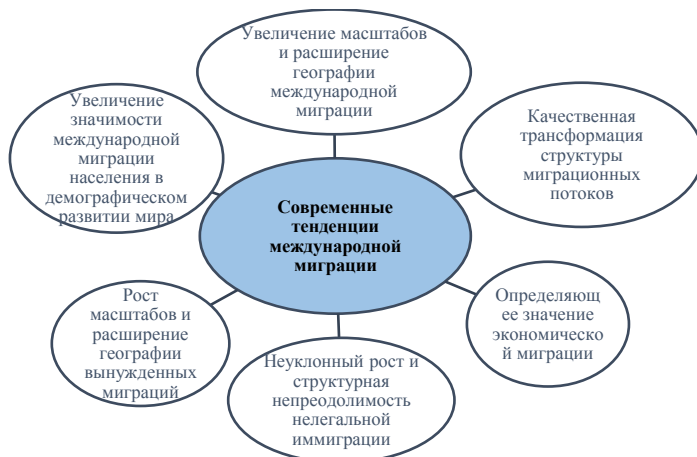 Увеличение масштабов
и расширение
географии
международной
миграции
Увеличение
значимости
международной
миграции
населения в
демографическом
развитии мира
Качественная
трансформация
структуры
миграционных
потоков
Современные
тенденции
международной
миграции
Рост
масштабов и
расширение
географии
вынужденных
миграций
Неуклонный рост и
структурная
непреодолимость
нелегальной
иммиграции
Определяющ
ее значение
экономическо
й миграции